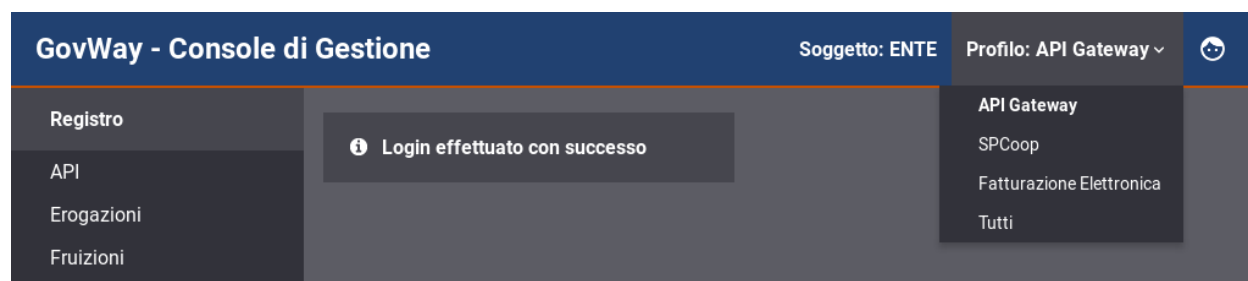 GovWay - Console di Gestione
Soggetto: ENTE
Profilo: API Gateway
API Gateway
SPCoop
Fatturazione Elettronica
Tutti
Registro
API
Erogazioni
Fruizioni
Login effettuato con successo